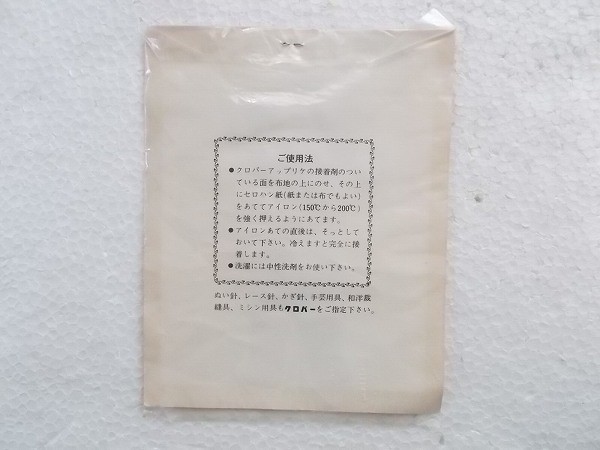 ご使用法
●クロバーアップリケの接着剤のつい
ている面を布地の上にのせ、その上
にセロハン紙(紙または布でもよい)
をあててアイロン(150℃から200℃)
を強く押えるようにあてます。
●アイロンあての直後は、そっとして
おいて下さい。冷えますと完全に接
着します。
●洗濯には中性洗剤をお使い下さい。
ぬい針、レース針、かぎ針、手芸用具、和洋裁
縫具、ミシン用具もクロバーをご指定下さい。